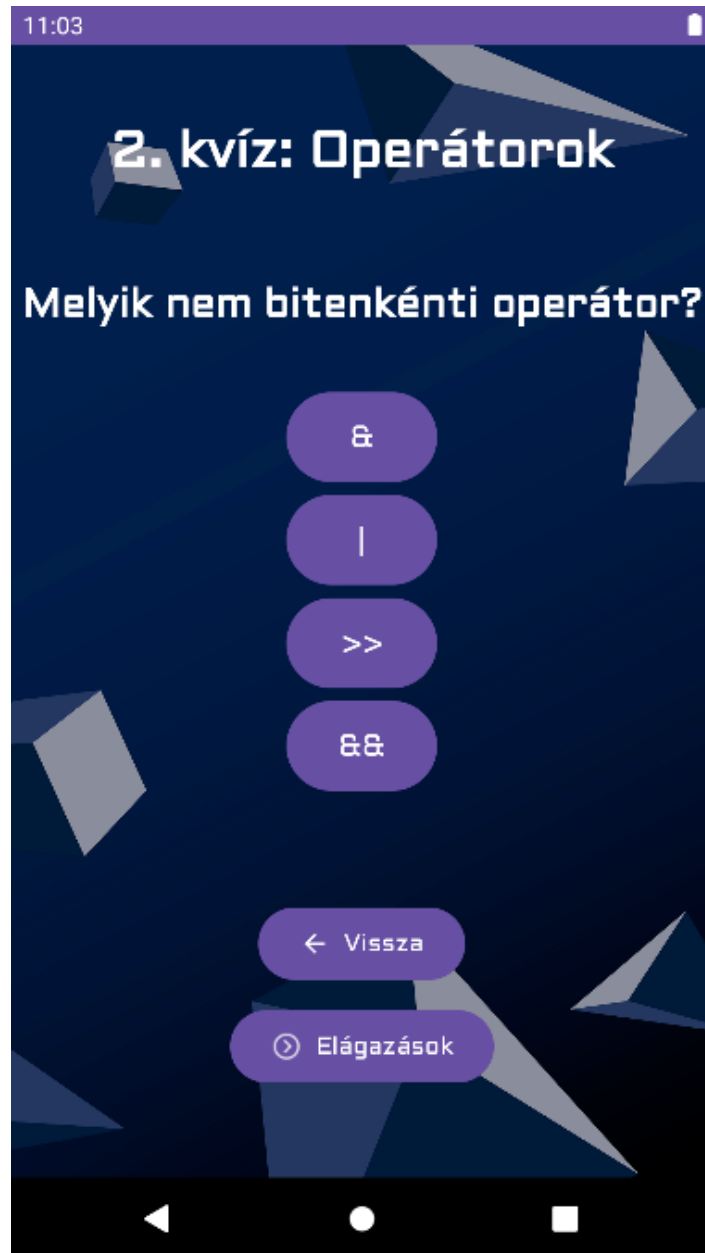 11:03
2. kvíz: Operátorok
Melyik nem bitenkénti operátor?
&
|
>>
&&
Vissza
Elágazások